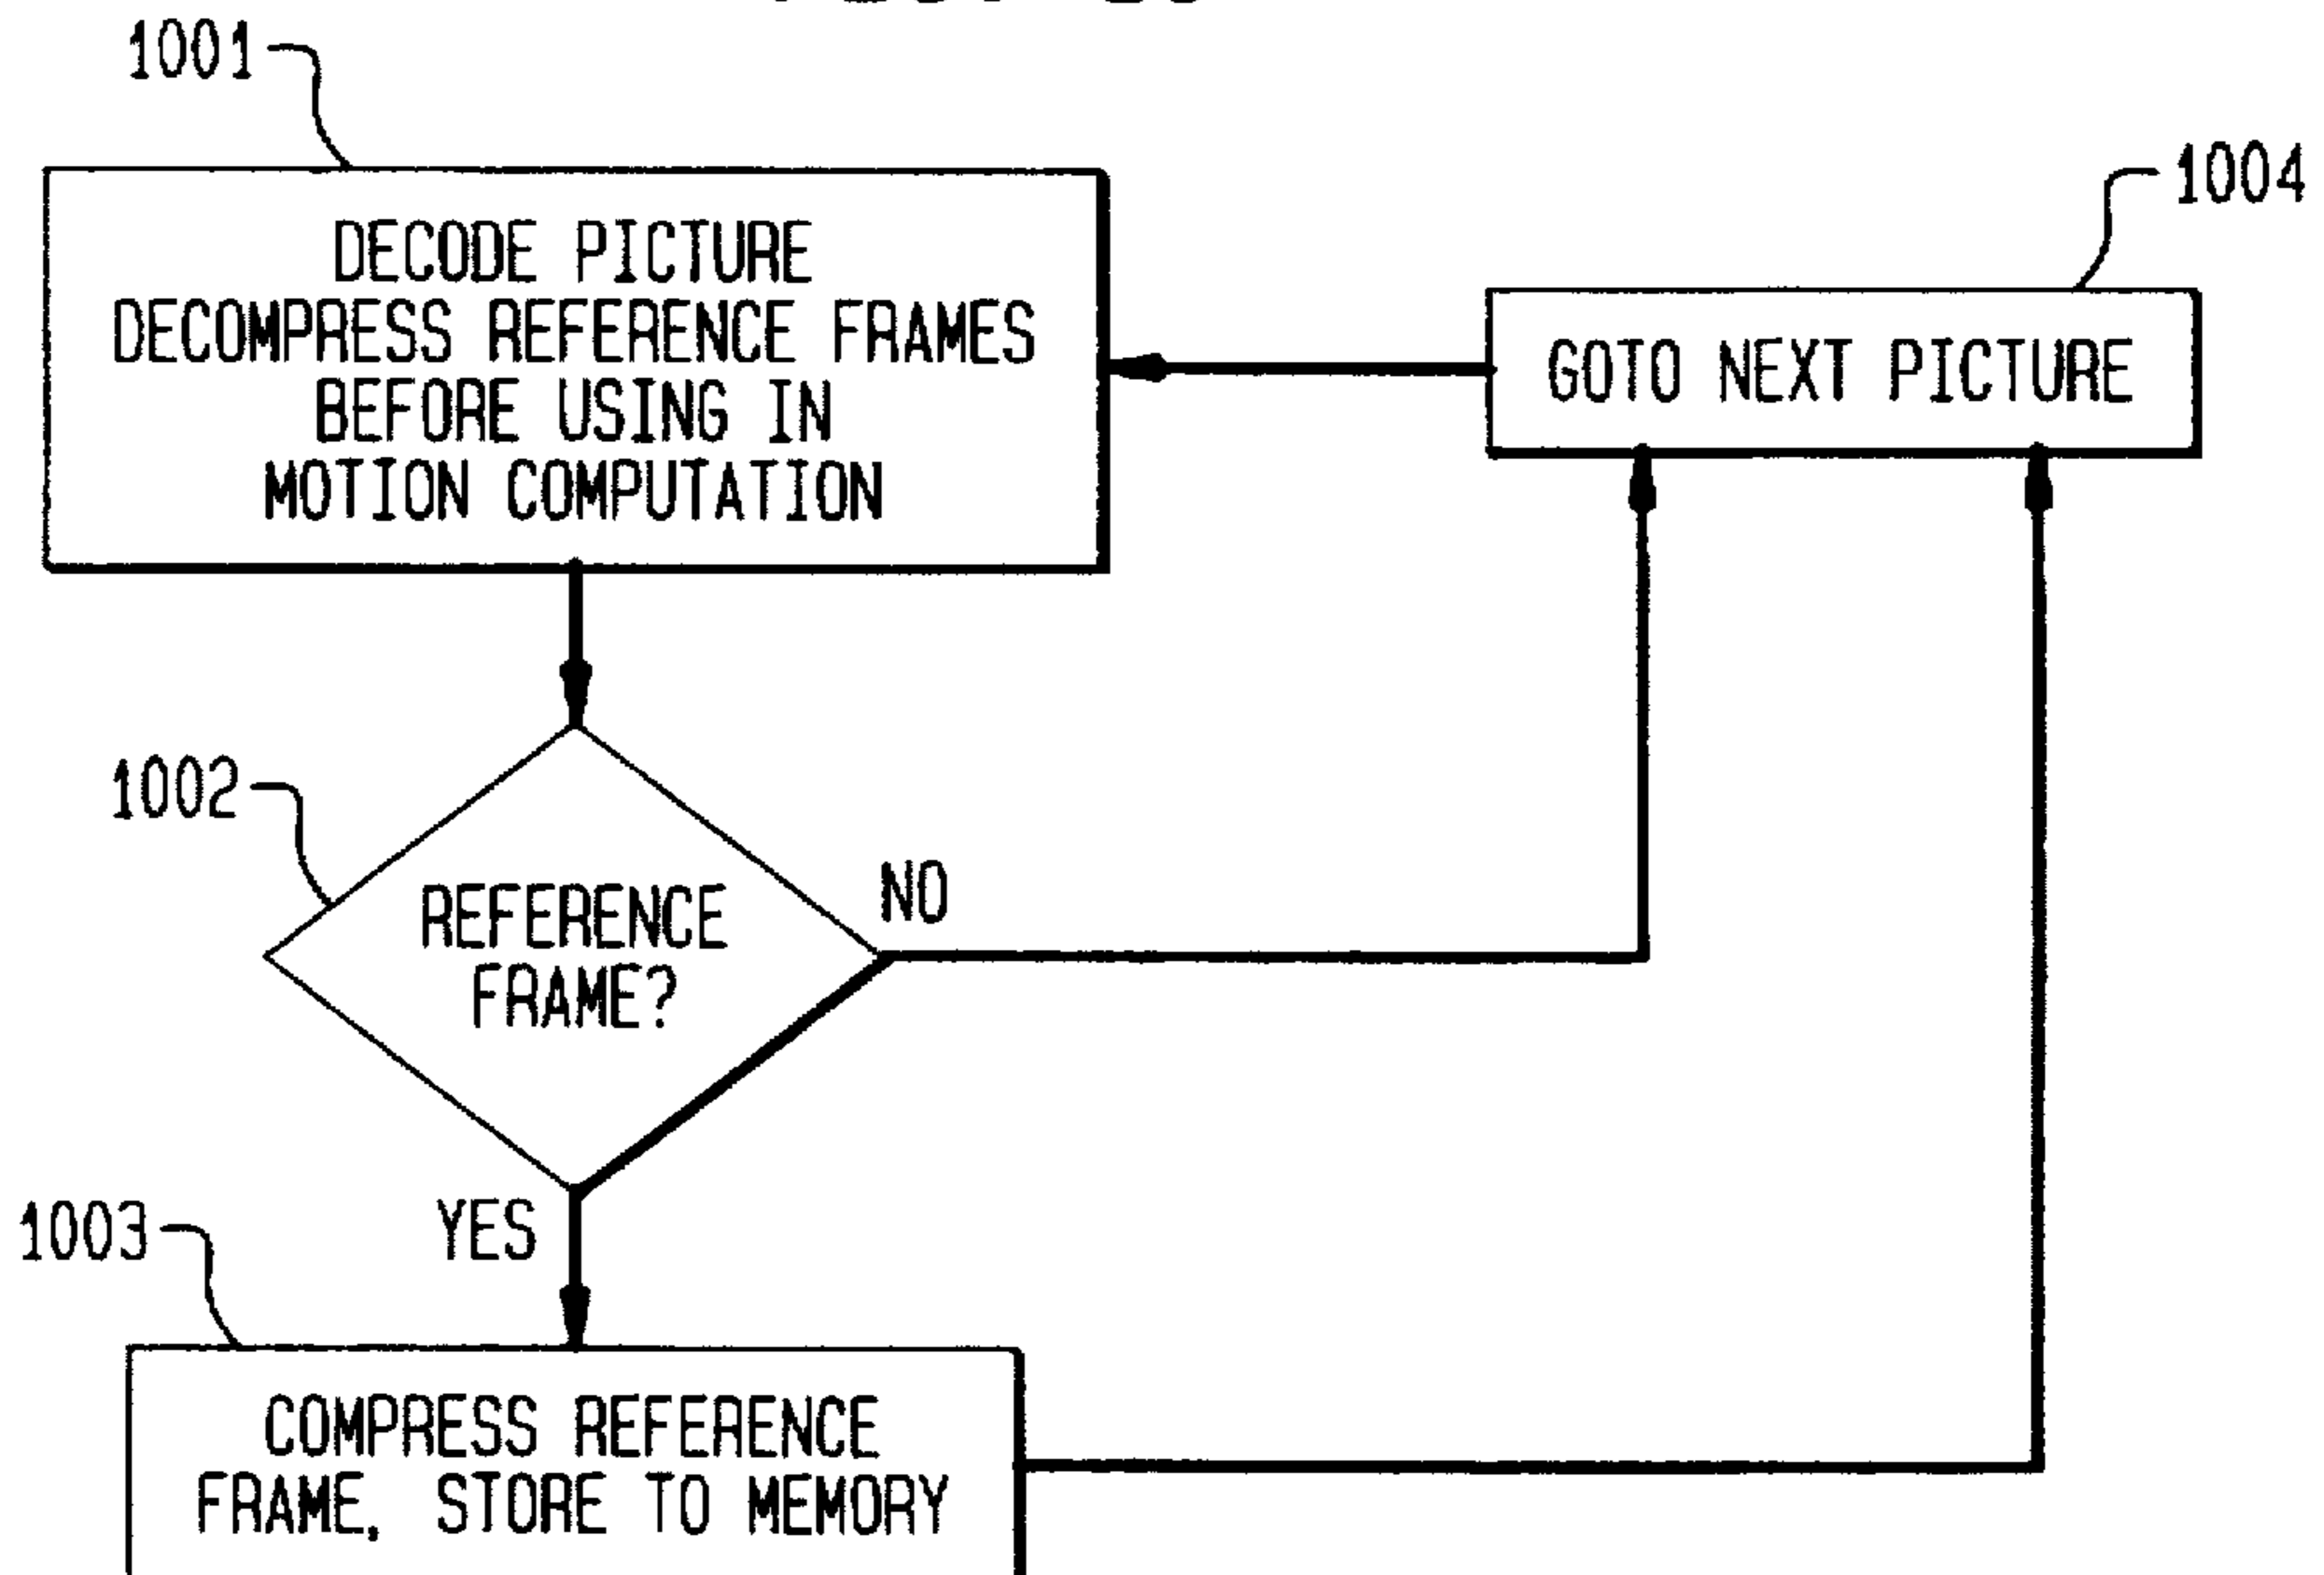 1001
1004
DECODE PICTURE
DECOMPRESS REFERENCE FRAMES
BEFORE USING IN
MOTION COMPUTATION
GOTO NEXT PICTURE
1002
NO
REFERENCE
FRAME?
YES
1003
COMPRESS REFERENCE
FRAME, STORE TO MEMORY